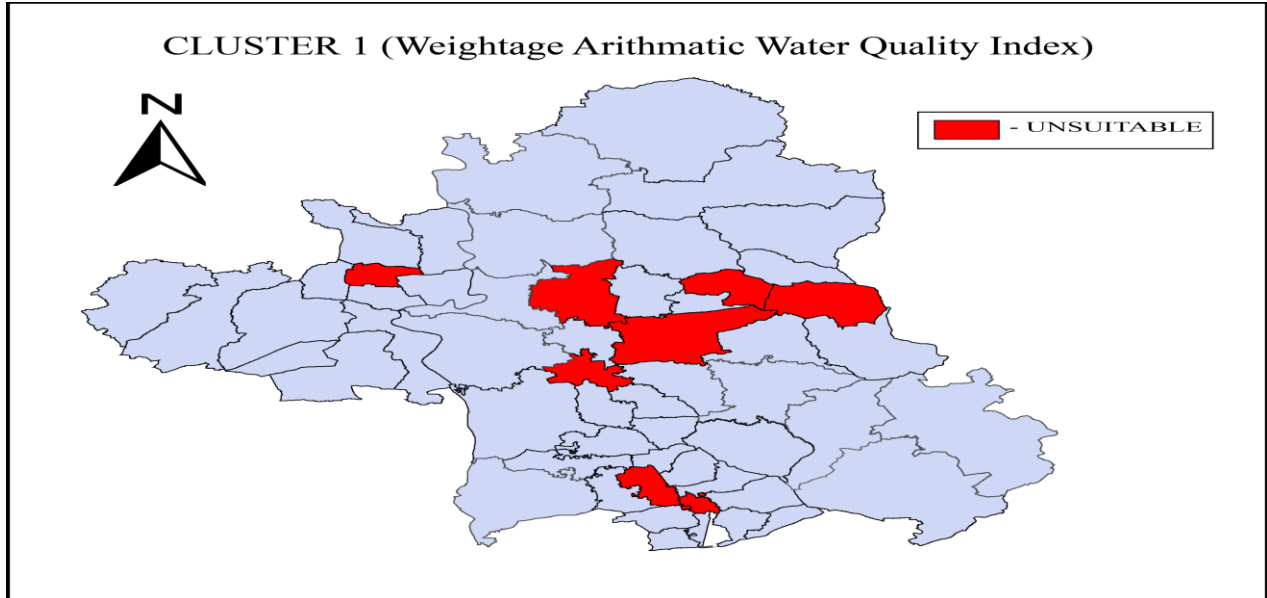 CLUSTER 1 (Weightage Arithmatic Water Quality Index)
N
- UNSUITABLE